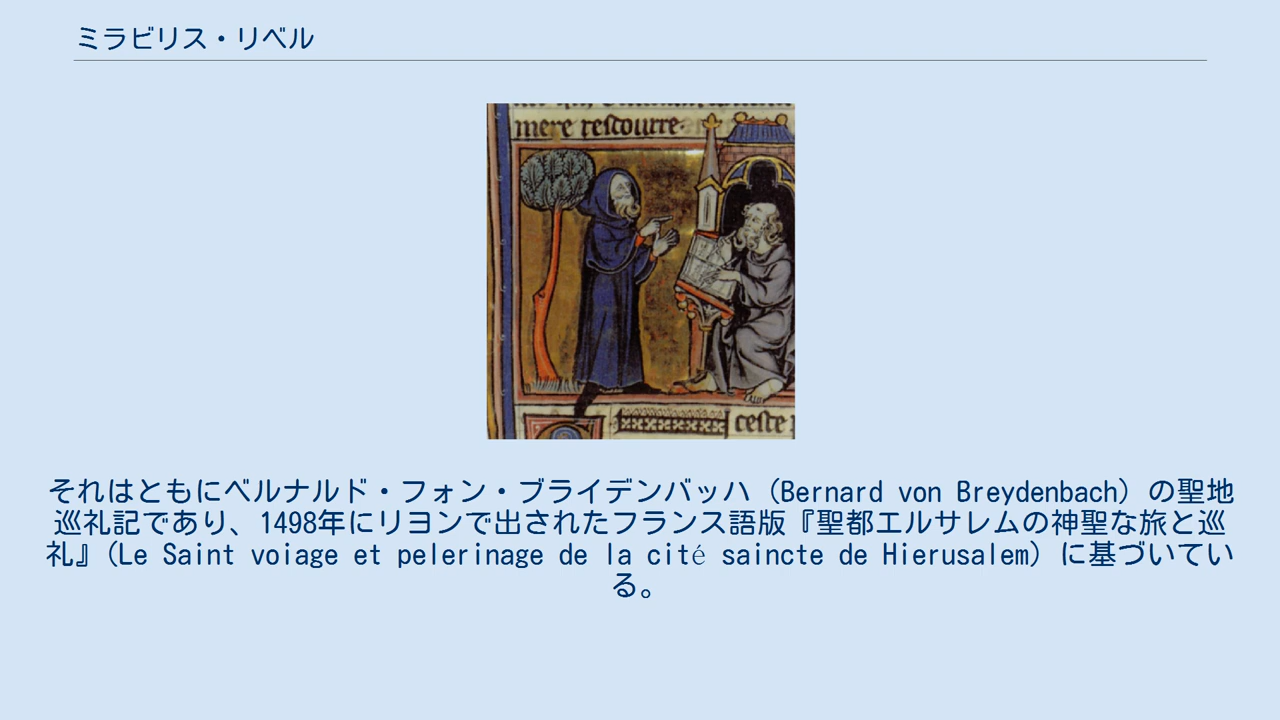 ミラビリス・リベル
mere rescourre·
ceste
それはともにベルナルド・フォン・ブライデンバッハ (Bernard von Breydenbach) の聖地
巡礼記であり、1498年にリヨンで出されたフランス語版『聖都エルサレムの神聖な旅と巡
礼』(Le Saint voiage et pelerinage de la cité saincte de Hierusalem) に基づいてい
る。